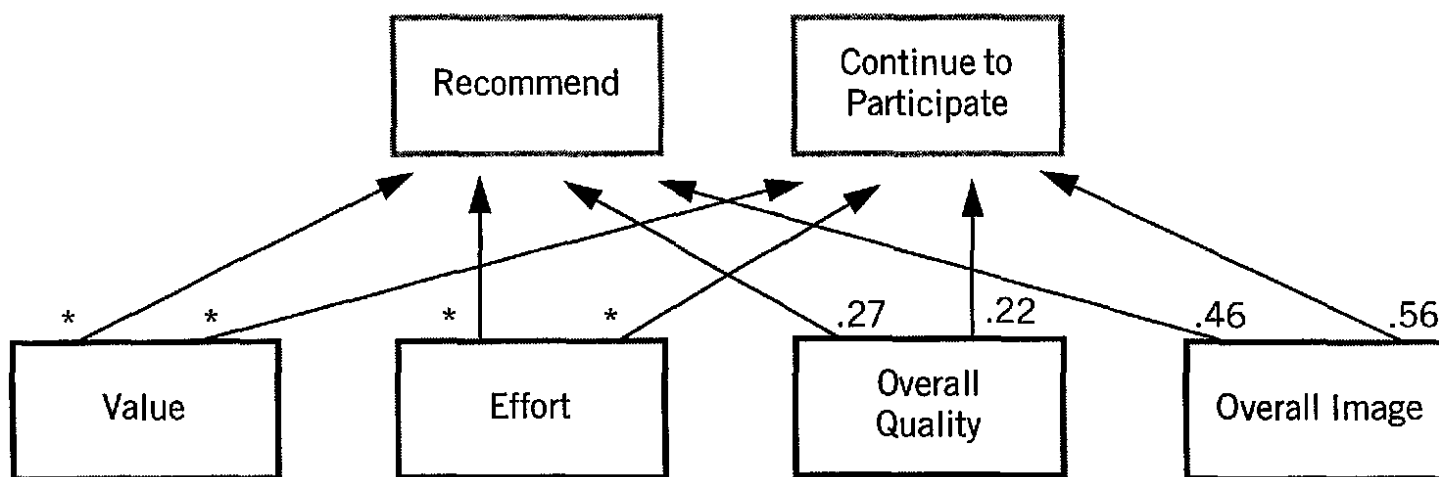 Recommend
Continue to
Participate
* * * * .27 .22 .46 .56
Value
Effort
Overall
Quality
Overall Image